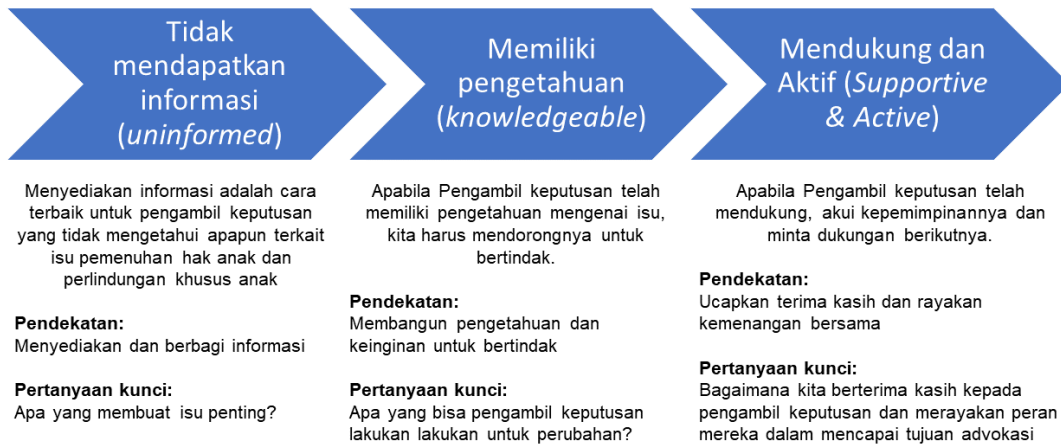 Tidak
mendapatkan
informasi
(uninformed)
Menyediakan informasi adalah cara
terbaik untuk pengambil keputusan
yang tidak mengetahui apapun terkait
isu pemenuhan hak anak dan
perlindungan khusus anak
Pendekatan:
Menyediakan dan berbagi informasi
Pertanyaan kunci:
Apa yang membuat isu penting?
Memiliki
pengetahuan
(knowledgeable)
Apabila Pengambil keputusan telah
memiliki pengetahuan mengenai isu,
kita harus mendorongnya untuk
bertindak.
Pendekatan:
Membangun pengetahuan dan
keinginan untuk bertindak
Pertanyaan kunci:
Apa yang bisa pengambil keputusan
lakukan lakukan untuk perubahan?
Mendukung dan
Aktif (Supportive
& Active)
Apabila Pengambil keputusan telah
mendukung, akui kepemimpinannya dan
minta dukungan berikutnya.
Pendekatan:
Ucapkan terima kasih dan rayakan
kemenangan bersama
Pertanyaan kunci:
Bagaimana kita berterima kasih kepada
pengambil keputusan dan merayakan peran
mereka dalam mencapai tujuan advokasi